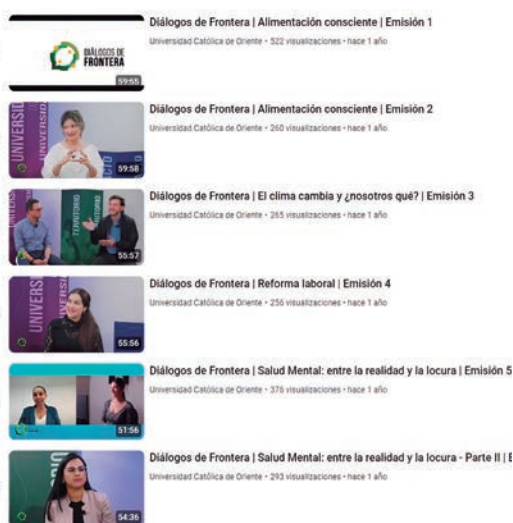 Diálogos de Frontera | Alimentación consciente | Emisión 1
Universidad Católica de Oriente • 522 visualizaciones • hace 1 año
DIÁLOGOS DE
FRONTERA
59:55
Diálogos de Frontera | Alimentación consciente | Emisión 2
Universidad Católica de Oriente • 260 visualizaciones • hace 1 año
UNIVERSID
UNIVERSID
59:58
Diálogos de Frontera | El clima cambia y ¿nosotros qué? | Emisión 3
Universidad Católica de Oriente • 265 visualizaciones • hace 1 año
TERRITORIO
55:57
Diálogos de Frontera | Reforma laboral | Emisión 4
Universidad Católica de Oriente • 256 visualizaciones • hace 1 año
UNIVERSI
55:56
Diálogos de Frontera | Salud Mental: entre la realidad y la locura | Emisión 5
Universidad Católica de Oriente • 376 visualizaciones • hace 1 año
51:56
Diálogos de Frontera | Salud Mental: entre la realidad y la locura - Parte II | E
Universidad Católica de Oriente • 293 visualizaciones • hace 1 año
54:36